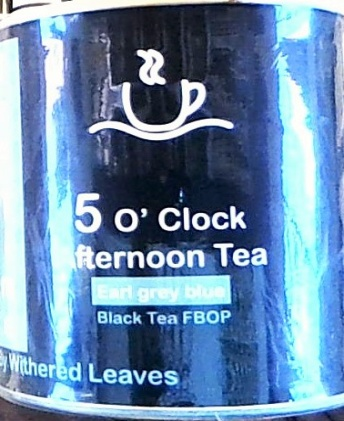 5 O' Clock
fternoon Tea
Earl grey blue
Black Tea FBOP
Withered Leaves